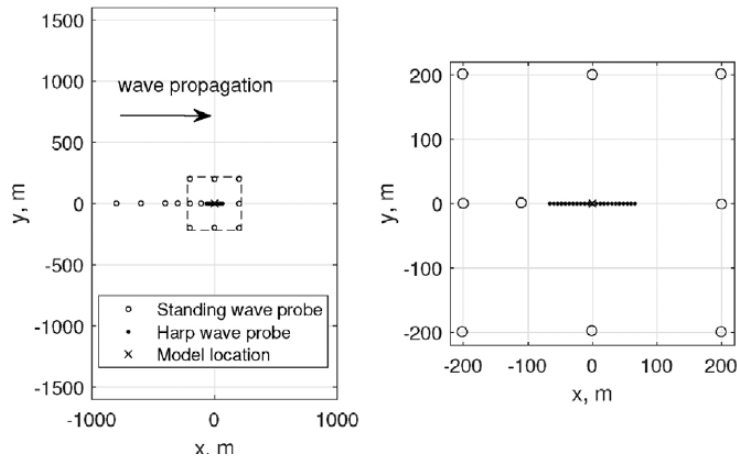 1500
1000
500
0
-500
-1000
-1500
y, m
wave propagation
Standing wave probe
Harp wave probe
Model location
-1000
0
1000
x, m
200
100
0
-100
-200
y, m
-200
-100
0
100
200
x, m